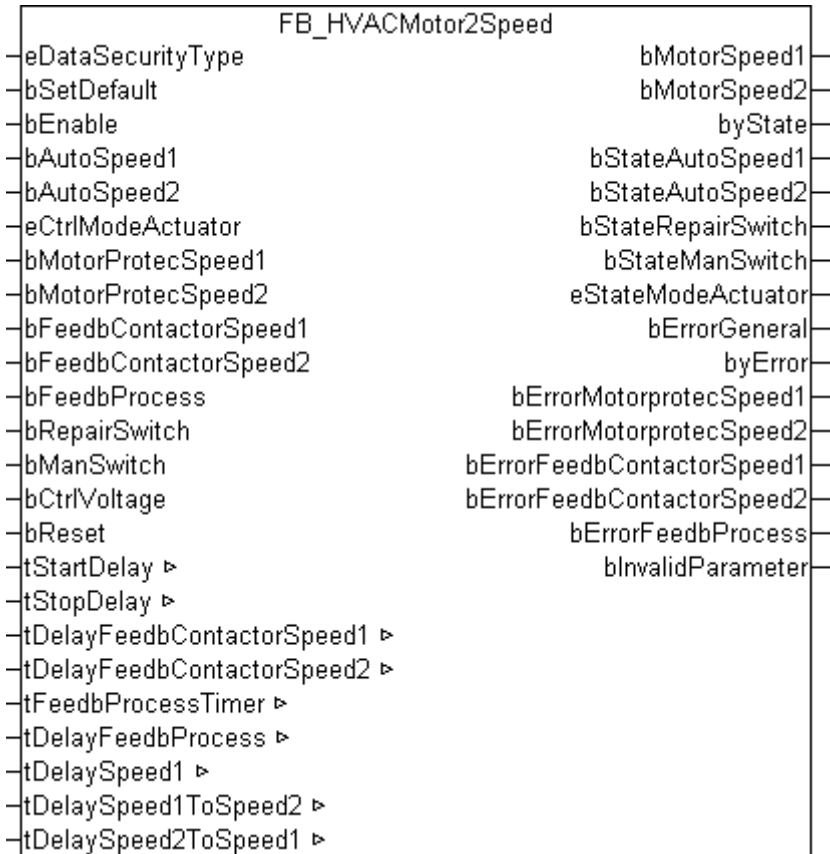 FB_HVACMotor2Speed
eDataSecurityType bMotorSpeed1
bSetDefault bMotorSpeed2
bEnable byState
bAutoSpeed1 bStateAutoSpeed1
bAutoSpeed2 bStateAutoSpeed2
eCtrlModeActuator bStateRepairSwitch
bMotorProtecSpeed1 bStateManSwitch
bMotorProtecSpeed2 eStateModeActuator
bFeedbContactorSpeed1 bErrorGeneral
bFeedbContactorSpeed2 byError
bFeedbProcess bErrorMotorprotecSpeed1
bRepairSwitch bErrorMotorprotecSpeed2
bManSwitch bErrorFeedbContactorSpeed1
bCtrlVoltage bErrorFeedbContactorSpeed2
bReset bErrorFeedbProcess
tStartDelay ▹ bInvalidParameter
tStopDelay ▹
tDelayFeedbContactorSpeed1 ▹
tDelayFeedbContactorSpeed2 ▹
tFeedbProcessTimer ▹
tDelayFeedbProcess ▹
tDelaySpeed1 ▹
tDelaySpeed1ToSpeed2 ▹
tDelaySpeed2ToSpeed1 ▹